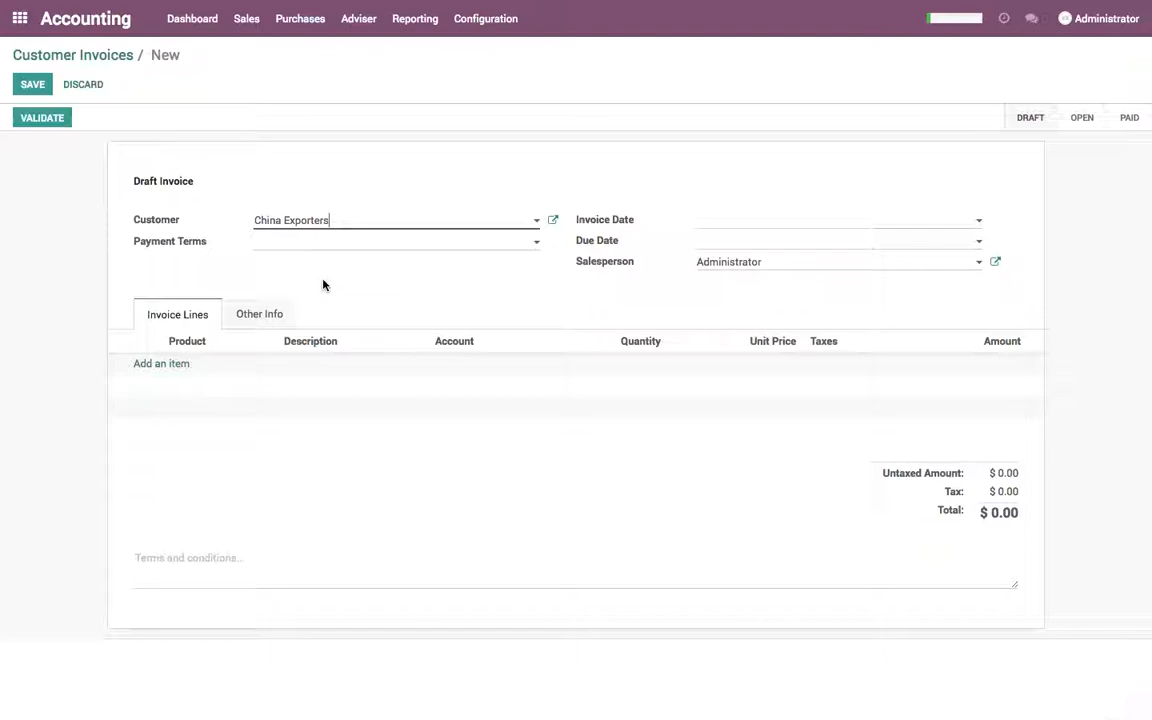 Accounting Dashboard Sales Purchases Adviser Reporting Configuration Administrator
Customer Invoices / New
SAVE DISCARD
VALIDATE DRAFT OPEN PAID
Draft Invoice
Customer China Exporters Invoice Date
Payment Terms Due Date
Salesperson Administrator
Invoice Lines Other Info
Product Description Account Quantity Unit Price Taxes Amount
Add an item
Untaxed Amount: $ 0.00
Tax: $ 0.00
Total: $ 0.00
Terms and conditions...